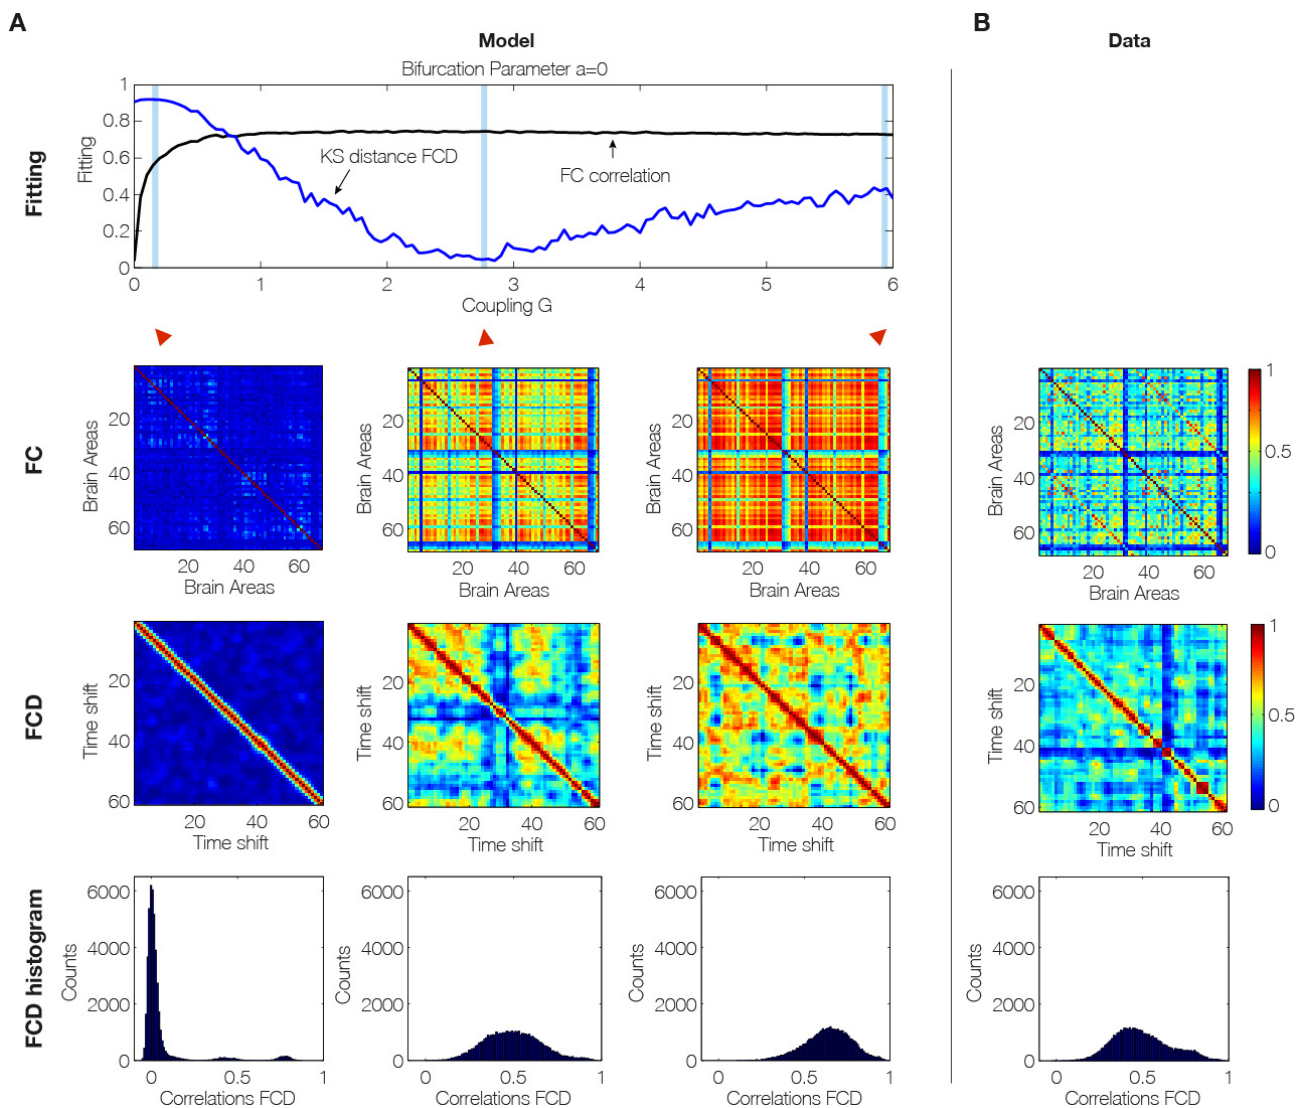 A
B
Model
Data
Bifurcation Parameter a=0
Fitting
Fitting
1
0.8
0.6
0.4
0.2
0
KS distance FCD
FC correlation
0 1 2 3 4 5 6
Coupling G
FC
Brain Areas
20
40
60
20 40 60
Brain Areas
Brain Areas
20
40
60
20 40 60
Brain Areas
Brain Areas
20
40
60
20 40 60
Brain Areas
Brain Areas
20
40
60
20 40 60
Brain Areas
1
0.5
0
FCD
Time shift
20
40
60
20 40 60
Time shift
Time shift
20
40
60
20 40 60
Time shift
Time shift
20
40
60
20 40 60
Time shift
Time shift
20
40
60
20 40 60
Time shift
1
0.5
0
FCD histogram
Counts
6000
4000
2000
0
0 0.5 1
Correlations FCD
Counts
6000
4000
2000
0
0 0.5 1
Correlations FCD
Counts
6000
4000
2000
0
0 0.5 1
Correlations FCD
Counts
6000
4000
2000
0
0 0.5 1
Correlations FCD